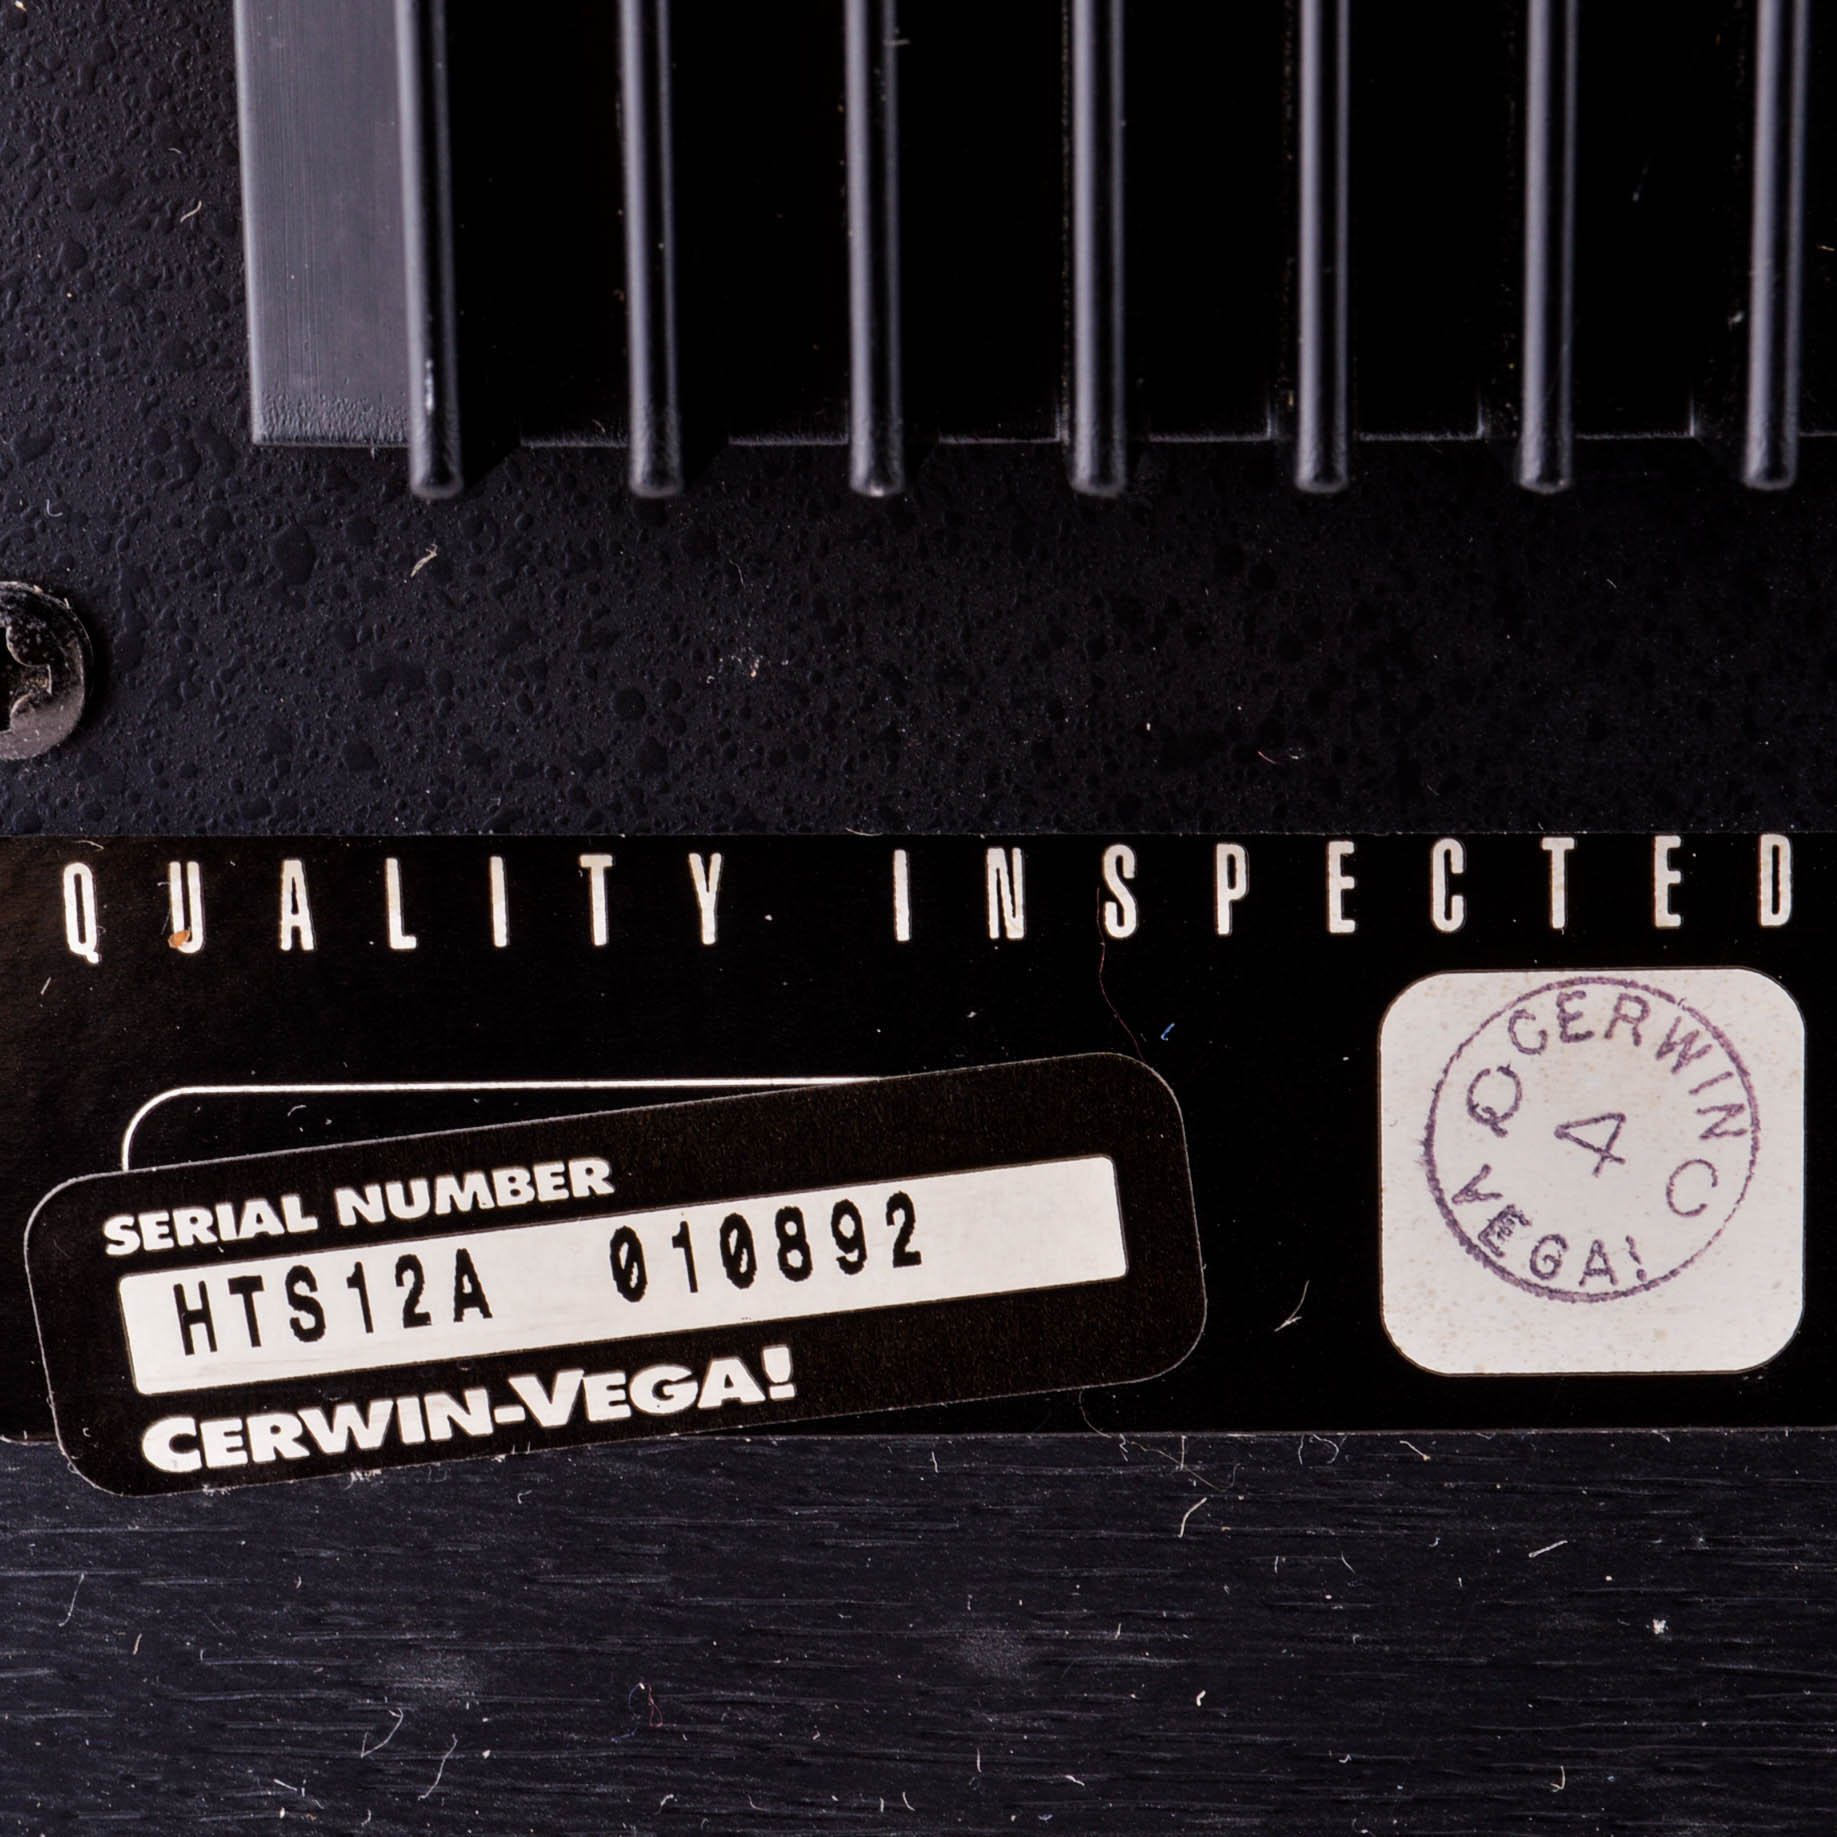 QUALITY INSPECTED
SERIAL NUMBER
HTS12A 010892
CERWIN-VEGA!
CERWIN
Q 4 C
VEGA!